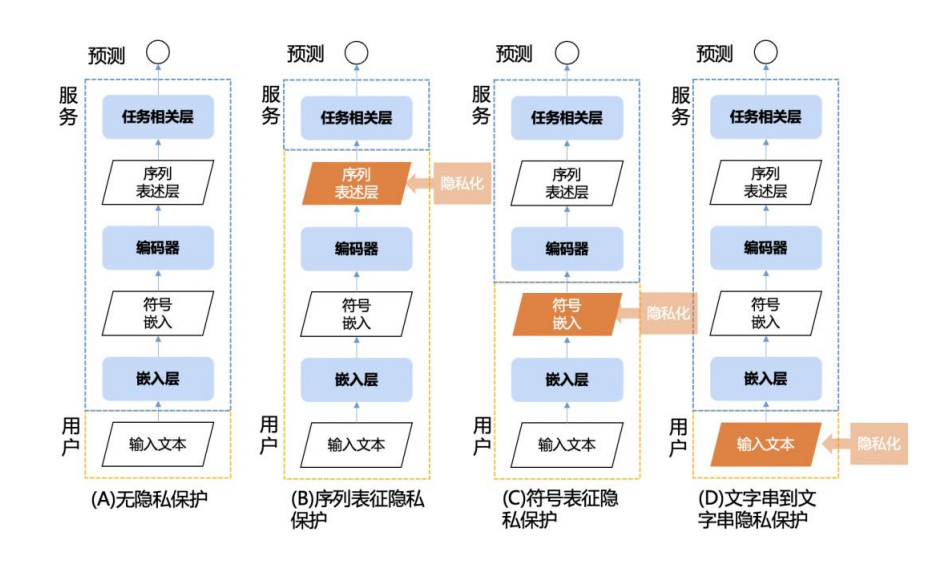 预测
服
务
任务相关层
序列
表述层
编码器
符号
嵌入
嵌入层
用
户
输入文本
(A)无隐私保护
预测
服
务
任务相关层
序列
表述层
隐私化
编码器
符号
嵌入
嵌入层
用
户
输入文本
(B)序列表征隐私
保护
预测
服
务
任务相关层
序列
表述层
编码器
符号
嵌入
隐私化
嵌入层
用
户
输入文本
(C)符号表征隐
私保护
预测
服
务
任务相关层
序列
表述层
编码器
符号
嵌入
嵌入层
用
户
输入文本
隐私化
(D)文字串到文
字串隐私保护